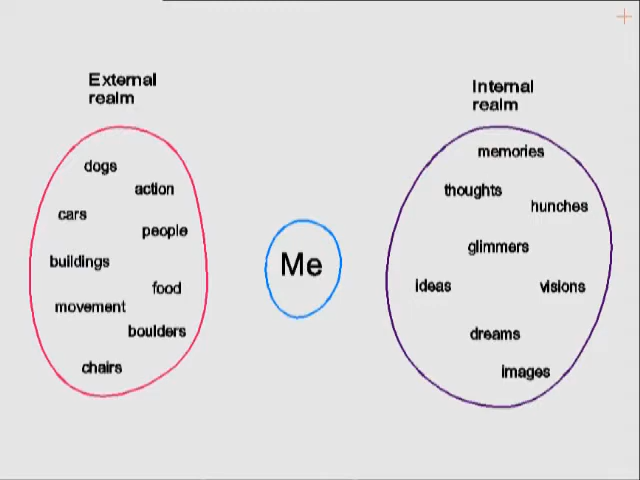 External
realm
dogs
action
cars
people
buildings
food
movement
boulders
chairs
Me
Internal
realm
memories
thoughts
hunches
glimmers
ideas
visions
dreams
images